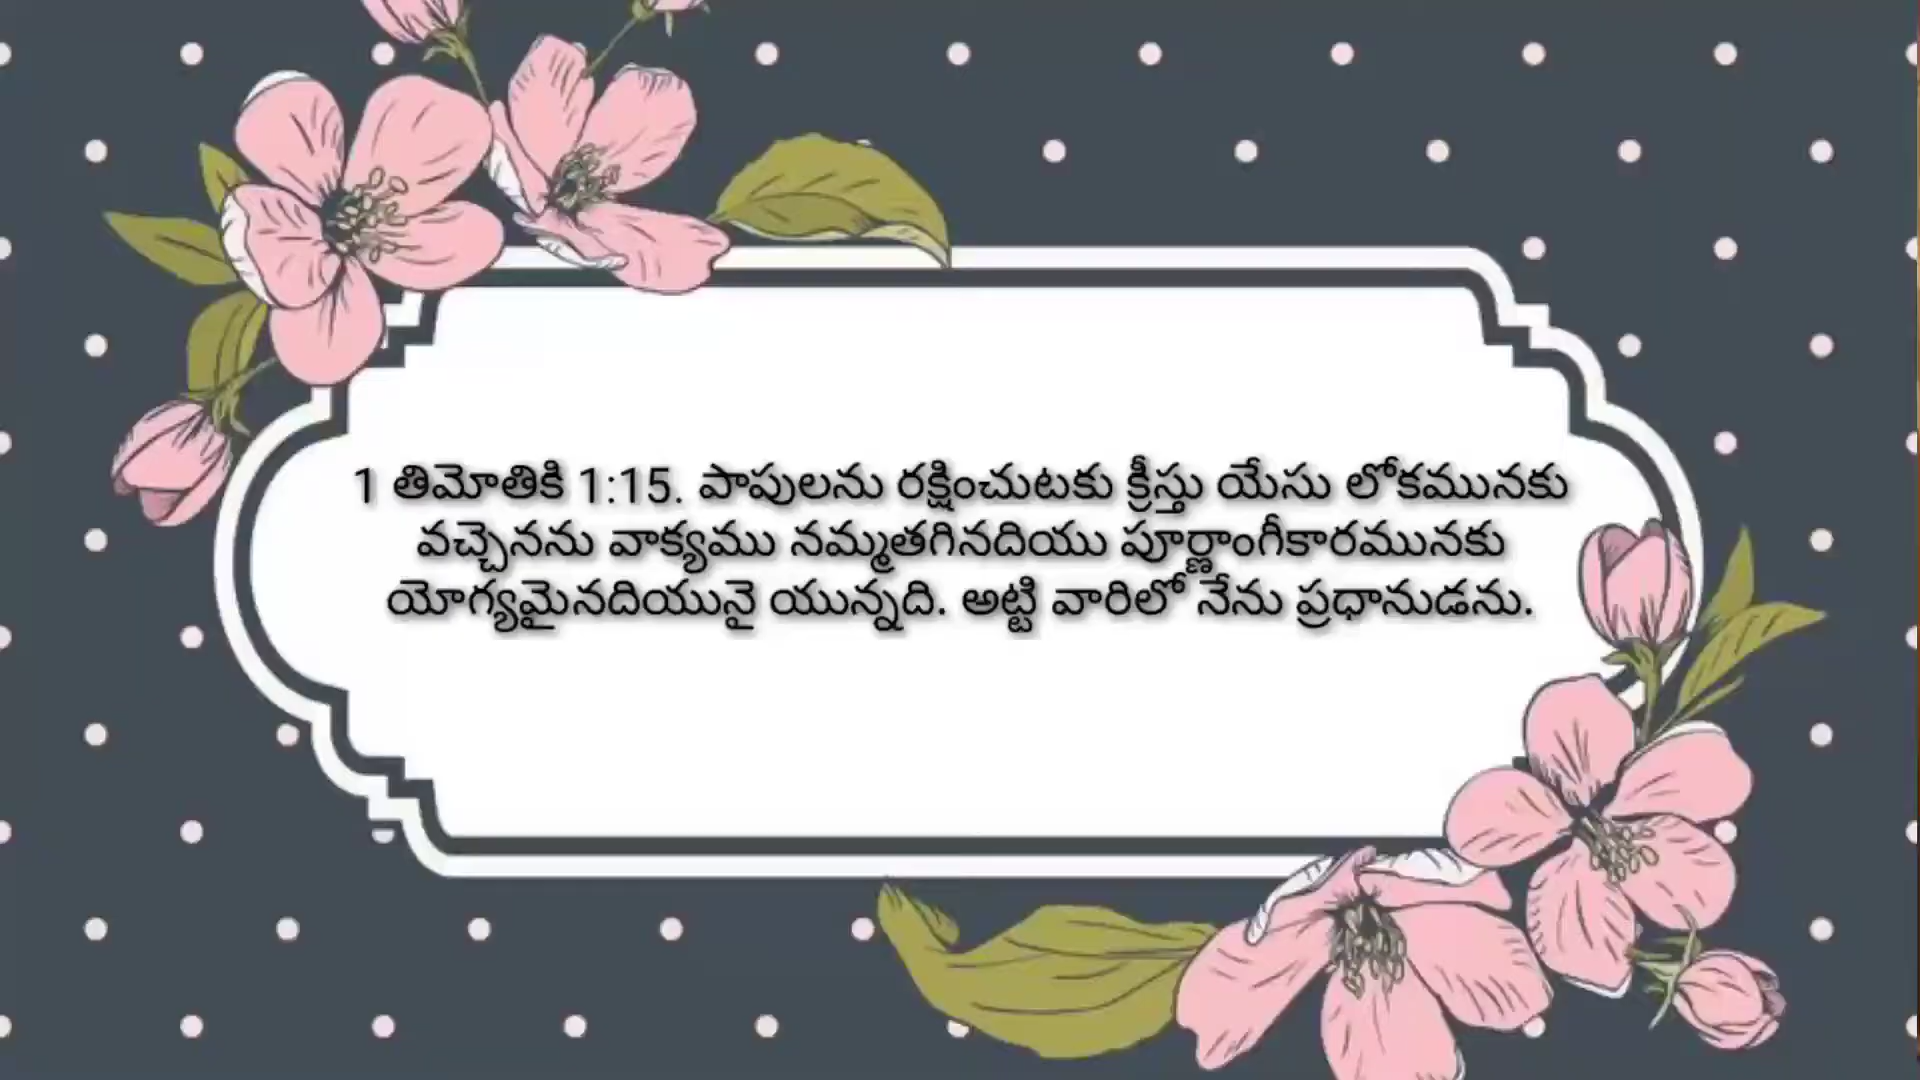 1 తిమోతికి 1:15. పాపులను రక్షించుటకు క్రీస్తు యేసు లోకమునకు
వచ్చెనను వాక్యము నమ్మతగినదియు పూర్ణాంగీకారమునకు
యోగ్యమైనదియునై యున్నది. అట్టి వారిలో నేను ప్రధానుడను.